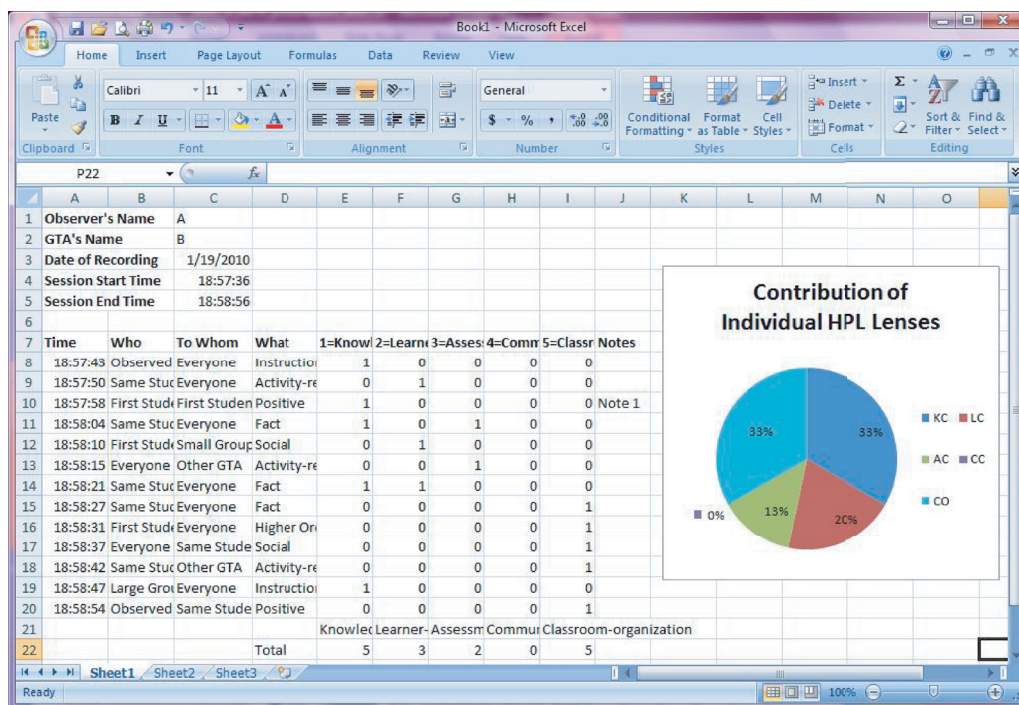 Book1 - Microsoft Excel
Home Insert Page Layout Formulas Data Review View
Paste
Calibri 11 A A
B I U A
General
$ % , .00 .00
Conditional Formatting
Format as Table
Cell Styles
Insert
Delete
Format
Σ
Sort & Filter
Find & Select
Clipboard Font Alignment Number Styles Cells Editing
P22 fx
A B C D E F G H I J K L M N O
1 Observer's Name A
2 GTA's Name B
3 Date of Recording 1/19/2010
4 Session Start Time 18:57:36
5 Session End Time 18:58:56
6
7 Time Who To Whom What 1=Knowl 2=Learn 3=Asses 4=Comm 5=Classr Notes
8 18:57:43 Observed Everyone Instruction 1 0 0 0 0
9 18:57:50 Same Stud Everyone Activity-re 0 1 0 0 0
10 18:57:58 First Stude First Studen Positive 1 0 0 0 0 Note 1
11 18:58:04 Same Stud Everyone Fact 1 0 1 0 0
12 18:58:10 First Stude Small Group Social 0 1 0 0 0
13 18:58:15 Everyone Other GTA Activity-re 0 0 1 0 0
14 18:58:21 First Stude Everyone Fact 1 1 0 0 0
15 18:58:27 Same Stud Everyone Fact 0 0 0 0 1
16 18:58:31 First Stude Everyone Higher Or 0 0 0 0 1
17 18:58:37 Everyone Same Stude Social 0 0 0 0 1
18 18:58:42 Same Stud Other GTA Activity-re 0 0 0 0 1
19 18:58:47 Large Grou Everyone Instruction 1 0 0 0 0
20 18:58:54 Observed Same Stude Positive 0 0 0 0 1
21 Knowled Learner- Assessm Commun Classroom-organization
22 Total 5 3 2 0 5
Contribution of
Individual HPL Lenses
33% 33%
0% 13% 20%
KC LC
AC CC
CO
Sheet1 Sheet2 Sheet3
Ready 100%